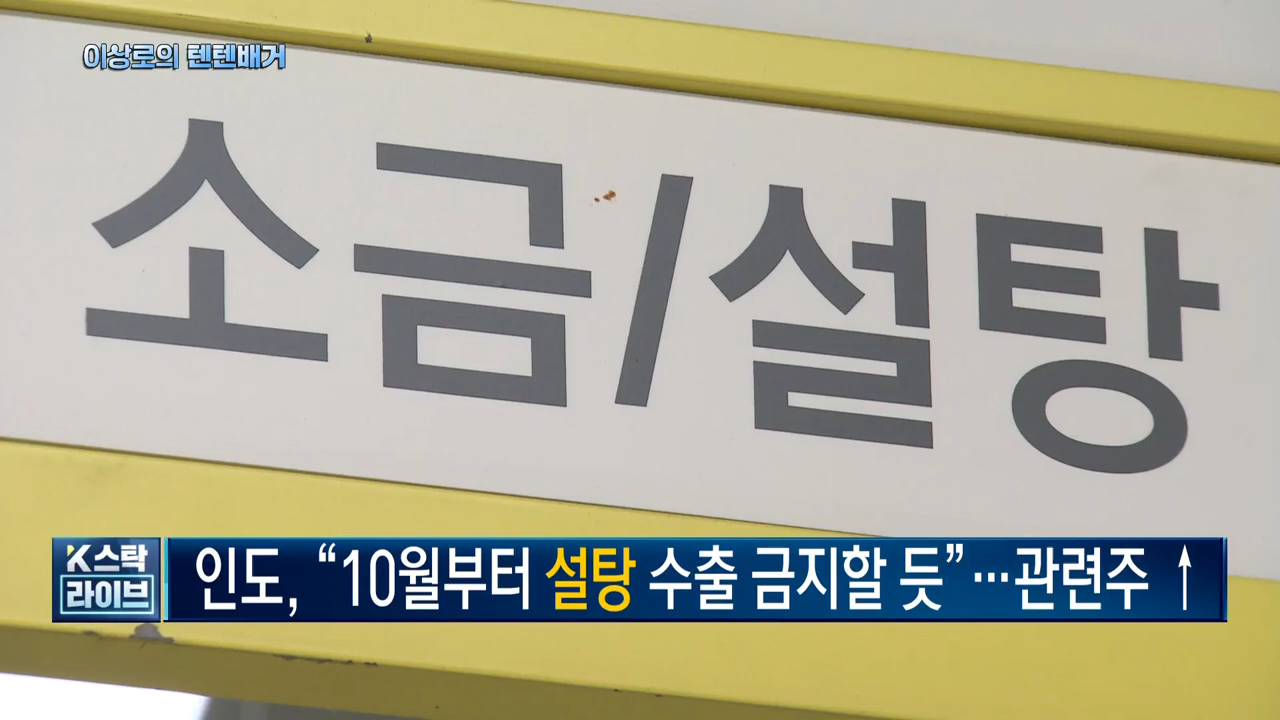 이상로의 텐텐배거
소금/설탕
K스탁
라이브
인도, “10월부터 설탕 수출 금지할 듯”…관련주 ↑